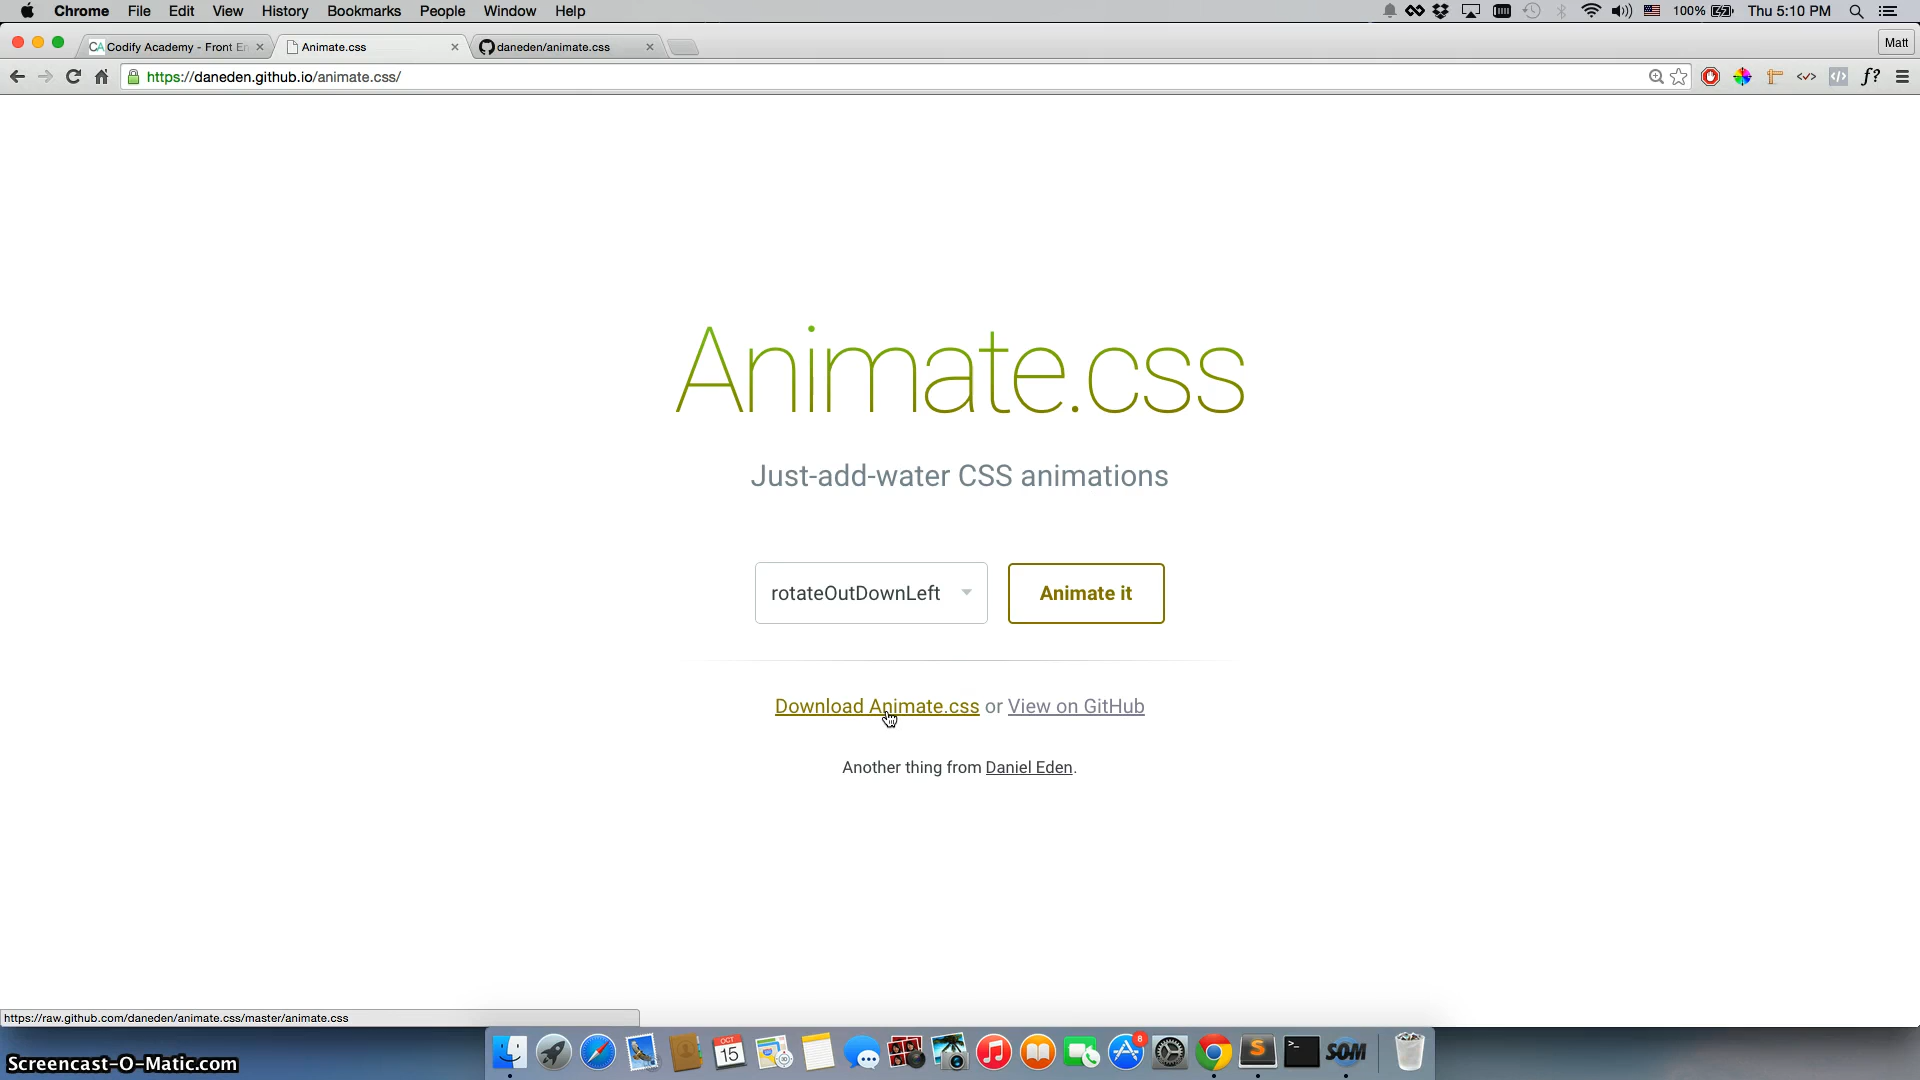 Chrome File Edit View History Bookmarks People Window Help 100% Thu 5:10 PM
CA Codify Academy - Front En Animate.css daneden/animate.css Matt
https://daneden.github.io/animate.css/ f?
Animate.css
Just-add-water CSS animations
rotateOutDownLeft Animate it
Download Animate.css or View on GitHub
Another thing from Daniel Eden.
https://raw.github.com/daneden/animate.css/master/animate.css
OCT
15
8
S
>_
SOM
Screencast-O-Matic.com